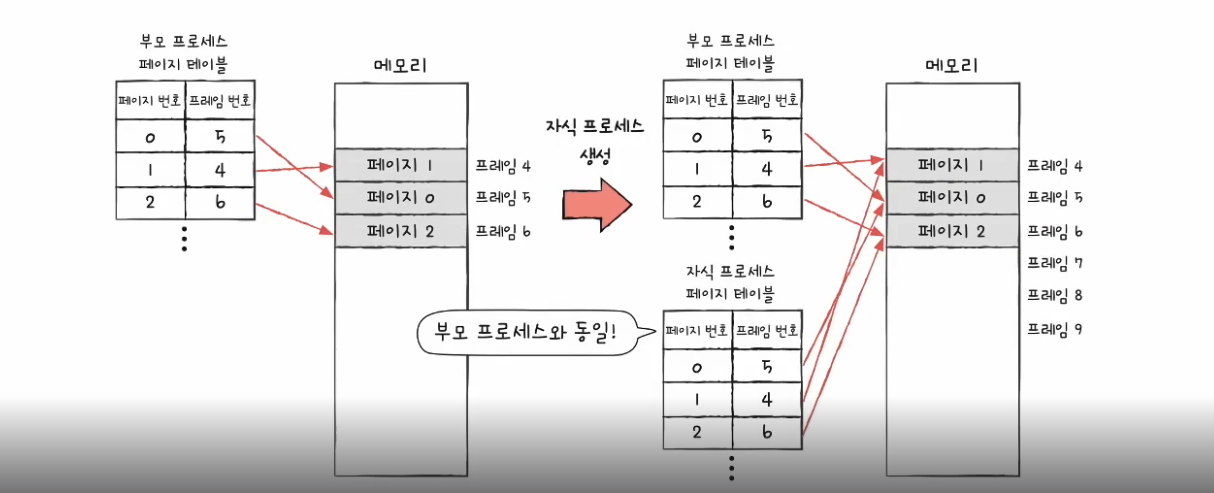 부모 프로세스
페이지 테이블
페이지 번호 프레임 번호
0 5
1 4
2 6
메모리
페이지 1 프레임 4
페이지 0 프레임 5
페이지 2 프레임 6
자식 프로세스
생성
부모 프로세스
페이지 테이블
페이지 번호 프레임 번호
0 5
1 4
2 6
자식 프로세스
페이지 테이블
부모 프로세스와 동일!
페이지 번호 프레임 번호
0 5
1 4
2 6
메모리
페이지 1 프레임 4
페이지 0 프레임 5
페이지 2 프레임 6
프레임 7
프레임 8
프레임 9